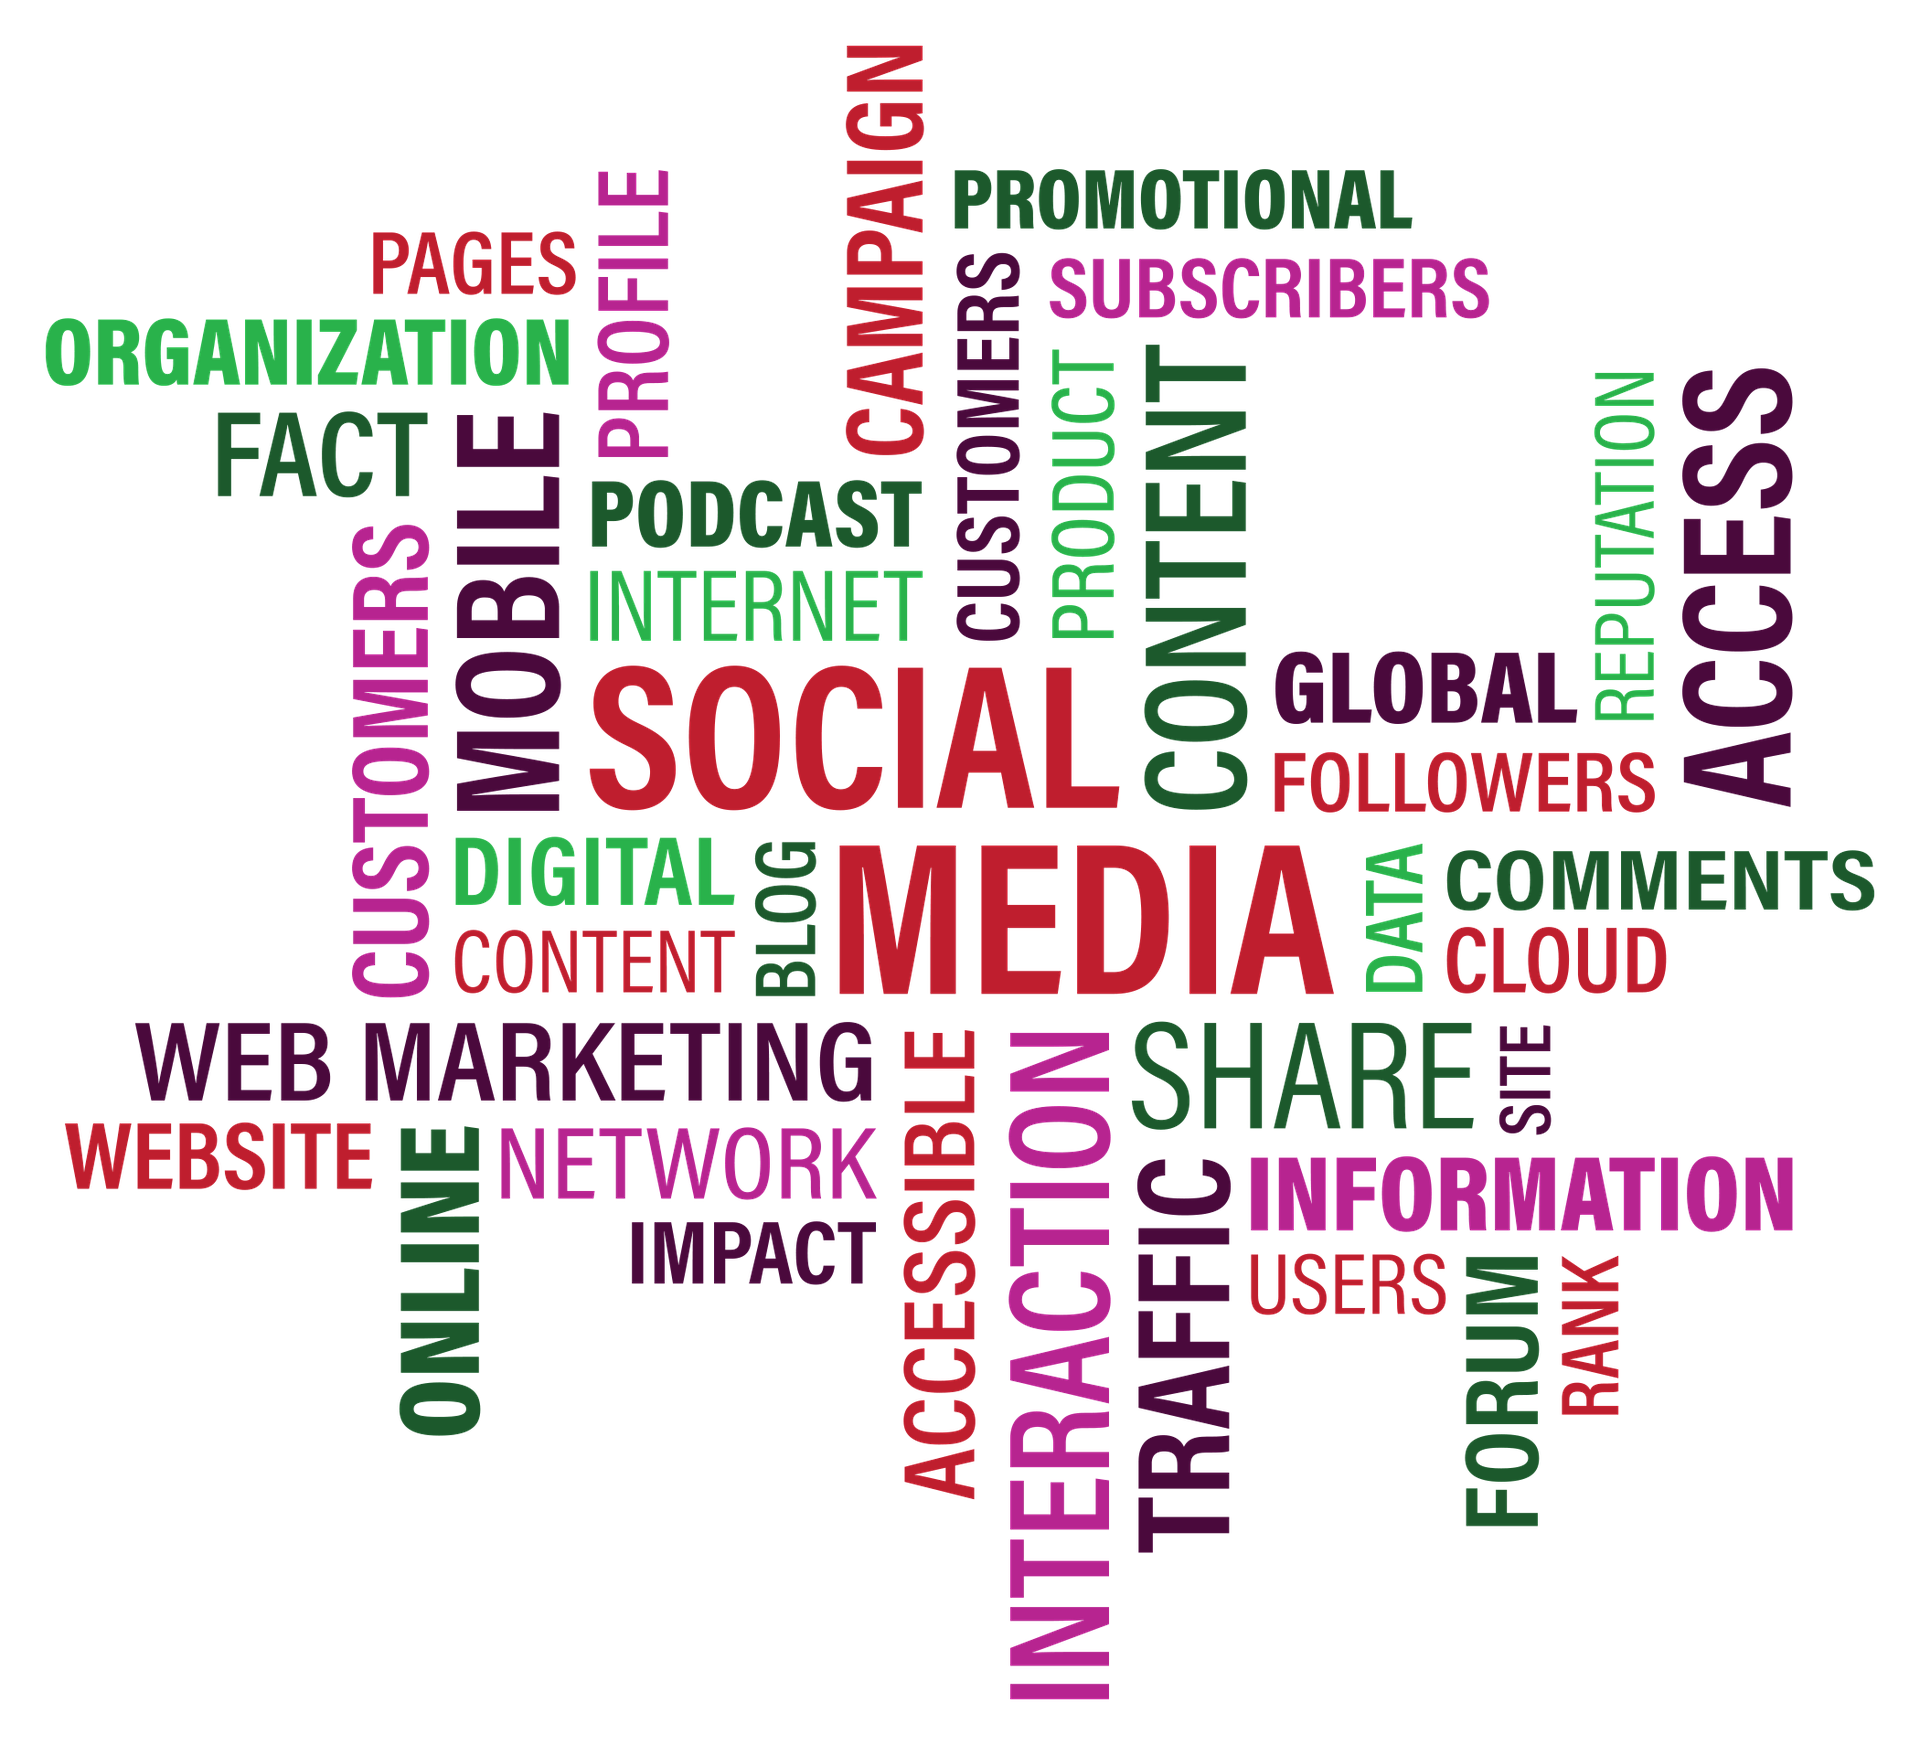 CAMPAIGN
PROMOTIONAL
PROFILE
PAGES
CUSTOMERS
SUBSCRIBERS
ORGANIZATION
PRODUCT
CONTENT
REPUTATION
ACCESS
FACT
MOBILE
PODCAST
CUSTOMERS
INTERNET
SOCIAL
GLOBAL
FOLLOWERS
DIGITAL
BLOG
MEDIA
DATA
COMMENTS
CONTENT
CLOUD
WEB MARKETING
ACCESSIBLE
INTERACTION
SHARE
SITE
WEBSITE
ONLINE
NETWORK
TRAFFIC
INFORMATION
IMPACT
USERS
FORUM
RANK